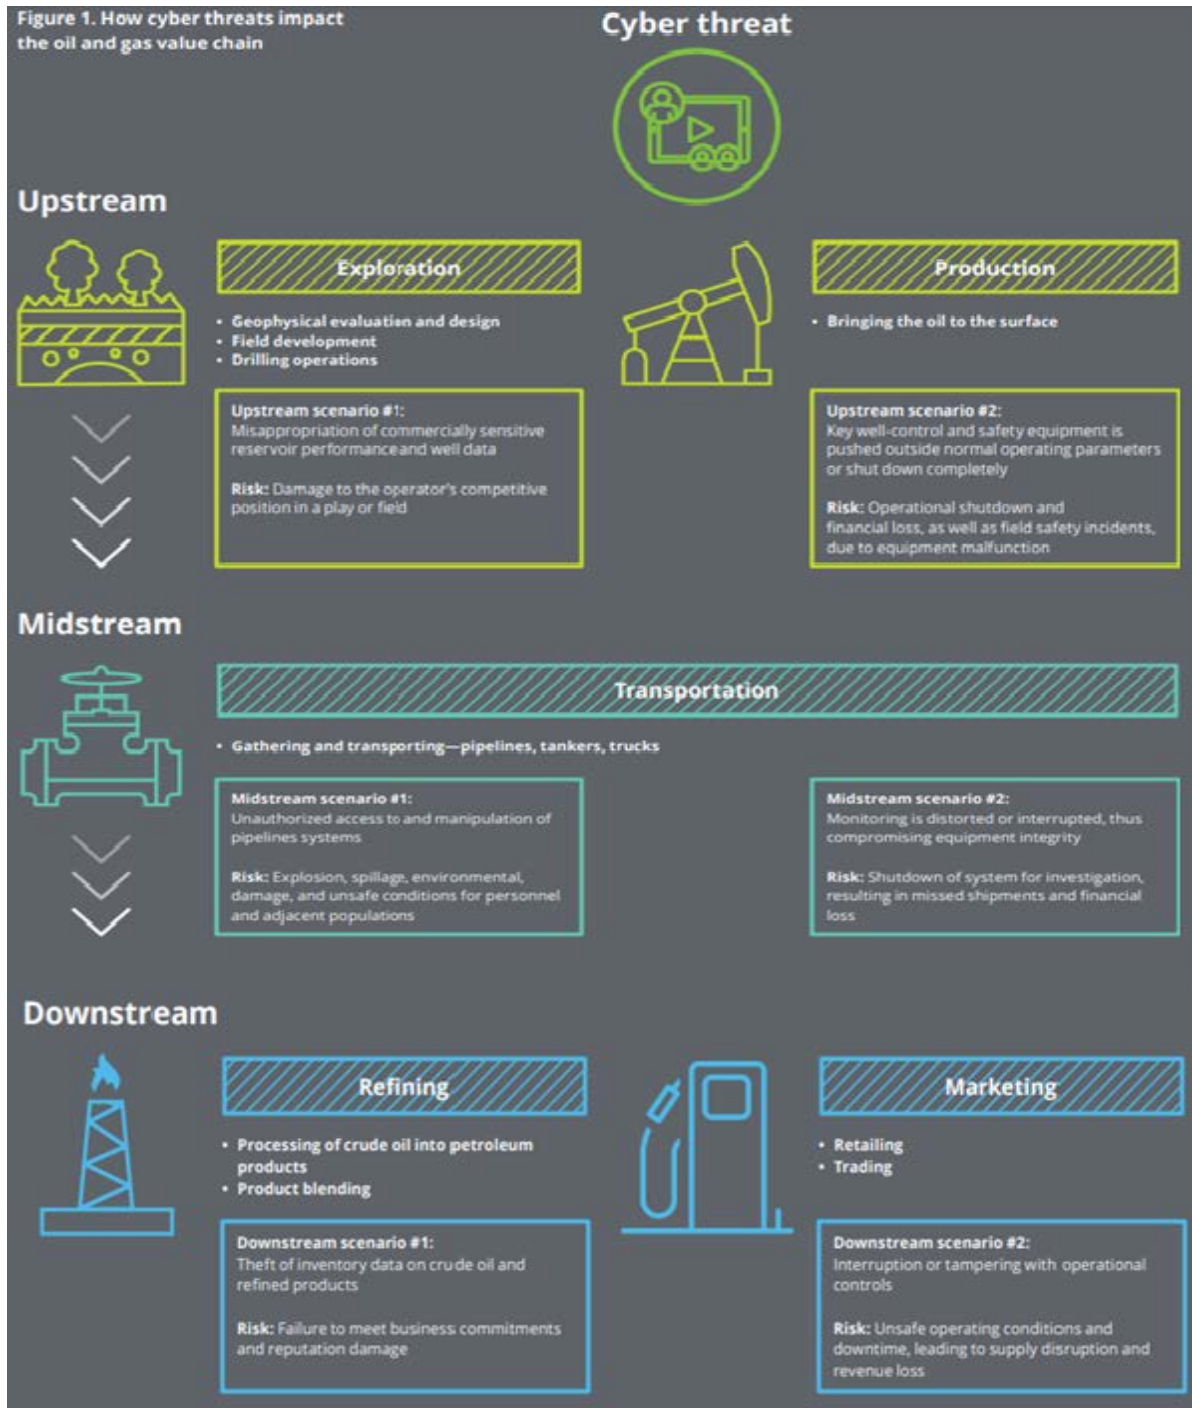 Figure 1. How cyber threats impact
the oil and gas value chain
Cyber threat
Upstream
Exploration
• Geophysical evaluation and design
• Field development
• Drilling operations
Upstream scenario #1:
Misappropriation of commercially sensitive
reservoir performance and well data
Risk: Damage to the operator's competitive
position in a play or field
Production
• Bringing the oil to the surface
Upstream scenario #2:
Key well-control and safety equipment is
pushed outside normal operating parameters
or shut down completely
Risk: Operational shutdown and
financial loss, as well as field safety incidents,
due to equipment malfunction
Midstream
Transportation
• Gathering and transporting—pipelines, tankers, trucks
Midstream scenario #1:
Unauthorized access to and manipulation of
pipelines systems
Risk: Explosion, spillage, environmental,
damage, and unsafe conditions for personnel
and adjacent populations
Midstream scenario #2:
Monitoring is distorted or interrupted, thus
compromising equipment integrity
Risk: Shutdown of system for investigation,
resulting in missed shipments and financial
loss
Downstream
Refining
• Processing of crude oil into petroleum
products
• Product blending
Downstream scenario #1:
Theft of inventory data on crude oil and
refined products
Risk: Failure to meet business commitments
and reputation damage
Marketing
• Retailing
• Trading
Downstream scenario #2:
Interruption or tampering with operational
controls
Risk: Unsafe operating conditions and
downtime, leading to supply disruption and
revenue loss